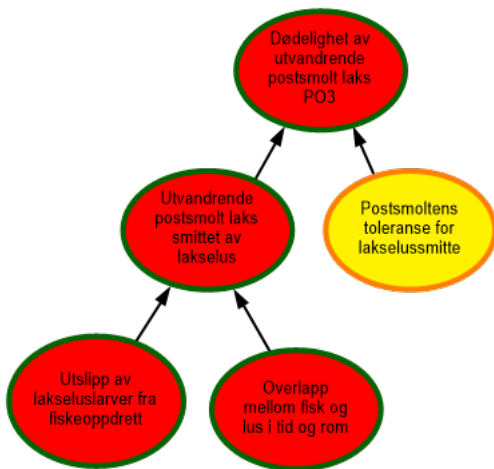 Dødelighet av
utvandrende
postsmolt laks
PO3
Utvandrende
postsmolt laks
smittet av
lakselus
Postsmoltens
toleranse for
lakselussmitte
Utslipp av
lakseluslarver fra
fiskeoppdrett
Overlapp
mellom fisk og
lus i tid og rom